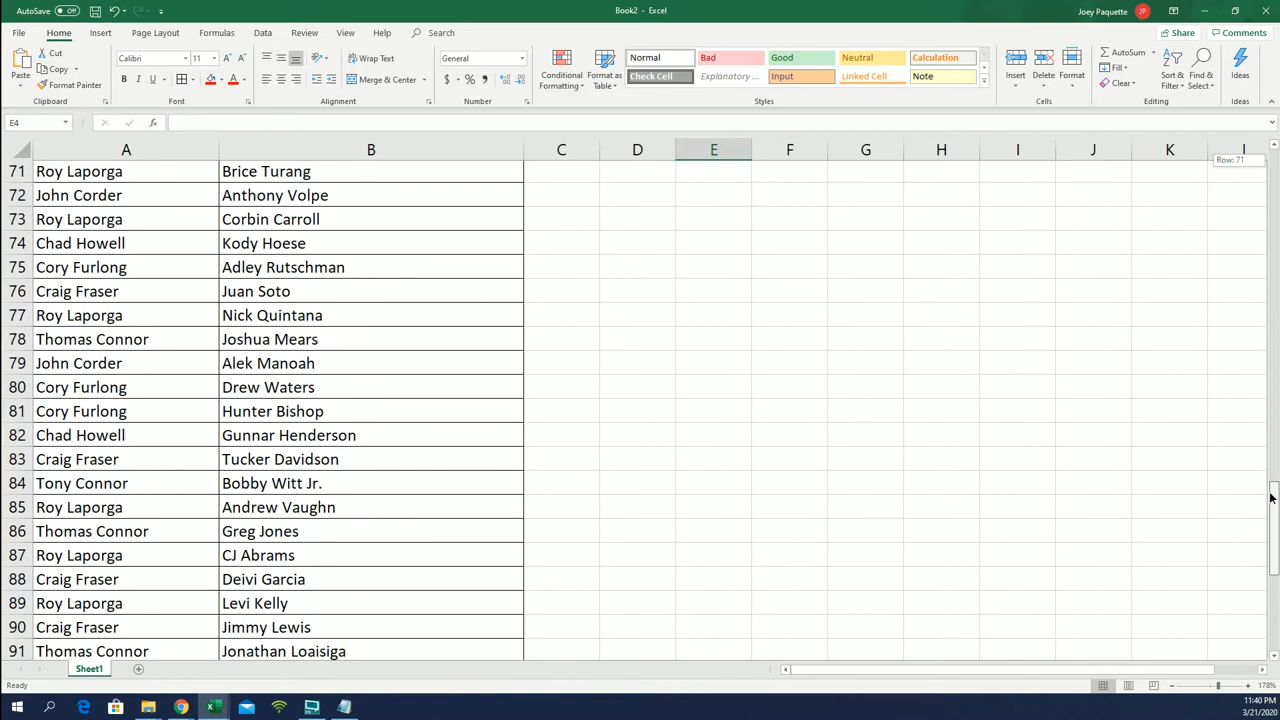 AutoSave Off Book2 - Excel Joey Paquette JP
File Home Insert Page Layout Formulas Data Review View Help Search Share Comments
Paste Cut Copy Format Painter Clipboard
Calibri 11 A A B I U A Font
ab Wrap Text Merge & Center Alignment
General $ % , Number
Conditional Formatting Format as Table
Normal Bad Good Neutral Calculation
Check Cell Explanatory ... Input Linked Cell Note
Styles
Insert Delete Format Cells
AutoSum Fill Clear Sort & Filter Find & Select Editing
Ideas Ideas
E4 fx
A B C D E F G H I J K L
Row: 71
71 Roy Laporga Brice Turang
72 John Corder Anthony Volpe
73 Roy Laporga Corbin Carroll
74 Chad Howell Kody Hoese
75 Cory Furlong Adley Rutschman
76 Craig Fraser Juan Soto
77 Roy Laporga Nick Quintana
78 Thomas Connor Joshua Mears
79 John Corder Alek Manoah
80 Cory Furlong Drew Waters
81 Cory Furlong Hunter Bishop
82 Chad Howell Gunnar Henderson
83 Craig Fraser Tucker Davidson
84 Tony Connor Bobby Witt Jr.
85 Roy Laporga Andrew Vaughn
86 Thomas Connor Greg Jones
87 Roy Laporga CJ Abrams
88 Craig Fraser Deivi Garcia
89 Roy Laporga Levi Kelly
90 Craig Fraser Jimmy Lewis
91 Thomas Connor Jonathan Loaisiga
Sheet1
Ready 178%
11:40 PM
3/21/2020